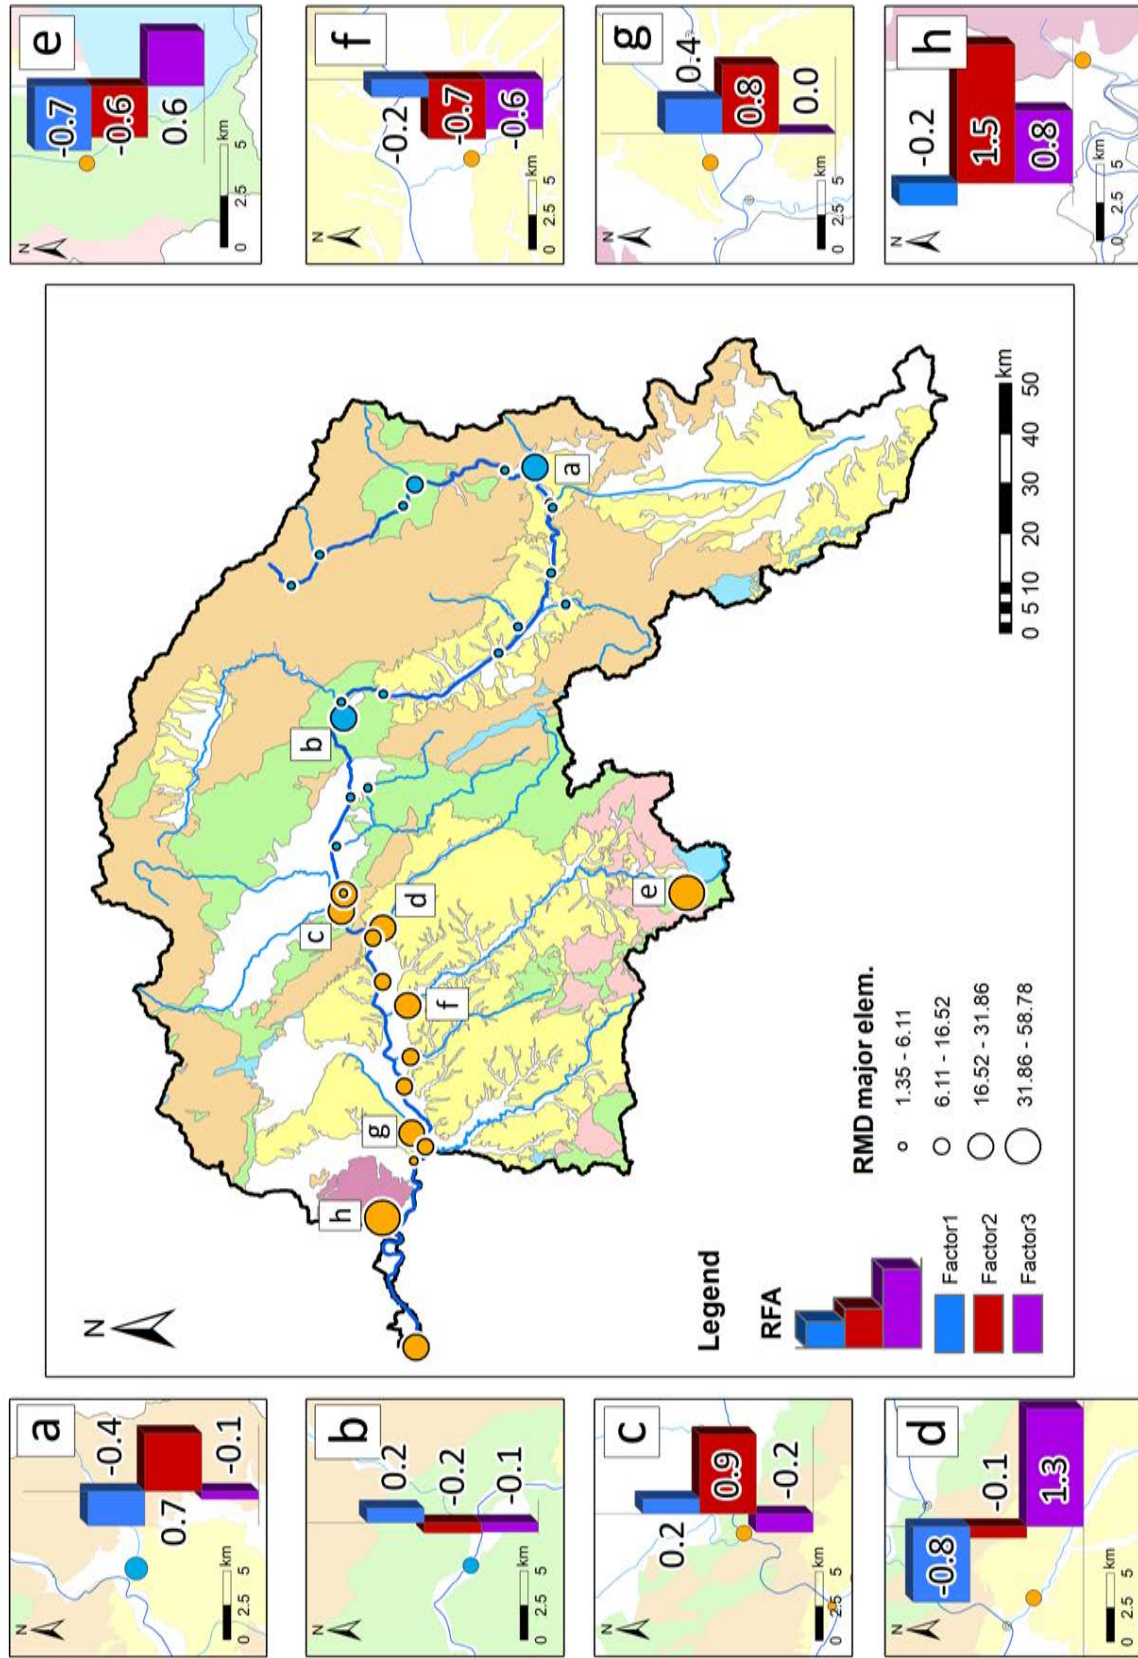 a
N
-0.4
0.7
-0.1
0 2.5 5 km
b
N
0.2
-0.2
-0.1
0 2.5 5 km
c
N
0.2
0.9
-0.2
0 2.5 5 km
d
N
-0.8
-0.1
1.3
0 2.5 5 km
N
h
g
f
d
c
b
a
e
Legend
RFA
Factor1
Factor2
Factor3
RMD major elem.
1.35 - 6.11
6.11 - 16.52
16.52 - 31.86
31.86 - 58.78
0 5 10 20 30 40 50 km
e
N
-0.7
-0.6
0.6
0 2.5 5 km
f
N
-0.2
-0.7
-0.6
0 2.5 5 km
g
N
0.4
0.8
0.0
0 2.5 5 km
h
N
-0.2
1.5
0.8
0 2.5 5 km